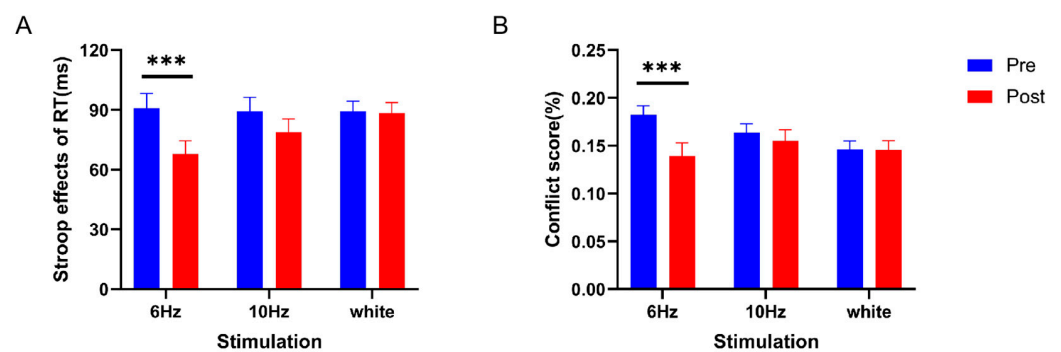 A
Stroop effects of RT(ms)
120
90
60
30
0
***
6Hz
10Hz
white
Stimulation
B
Conflict score(%)
0.25
0.20
0.15
0.10
0.05
0.00
***
6Hz
10Hz
white
Stimulation
Pre
Post